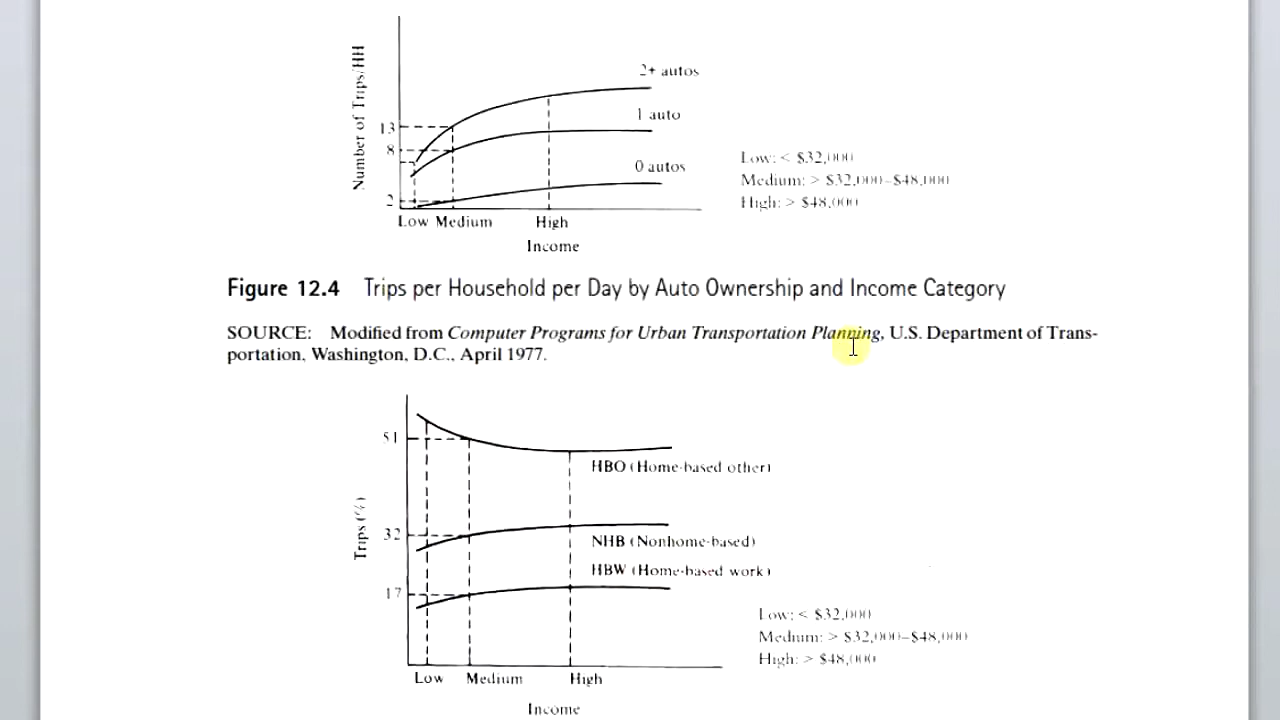 Number of Trips/HH
2+ autos
1 auto
13
8
0 autos
2
Low: < $32,000
Medium: > $32,000–$48,000
High: > $48,000
Low Medium High
Income
Figure 12.4 Trips per Household per Day by Auto Ownership and Income Category
SOURCE: Modified from Computer Programs for Urban Transportation Planning, U.S. Department of Trans-
portation, Washington, D.C., April 1977.
Trips (%)
51
HBO (Home-based other)
32
NHB (Nonhome-based)
HBW (Home-based work)
17
Low: < $32,000
Medium: > $32,000–$48,000
High: > $48,000
Low Medium High
Income